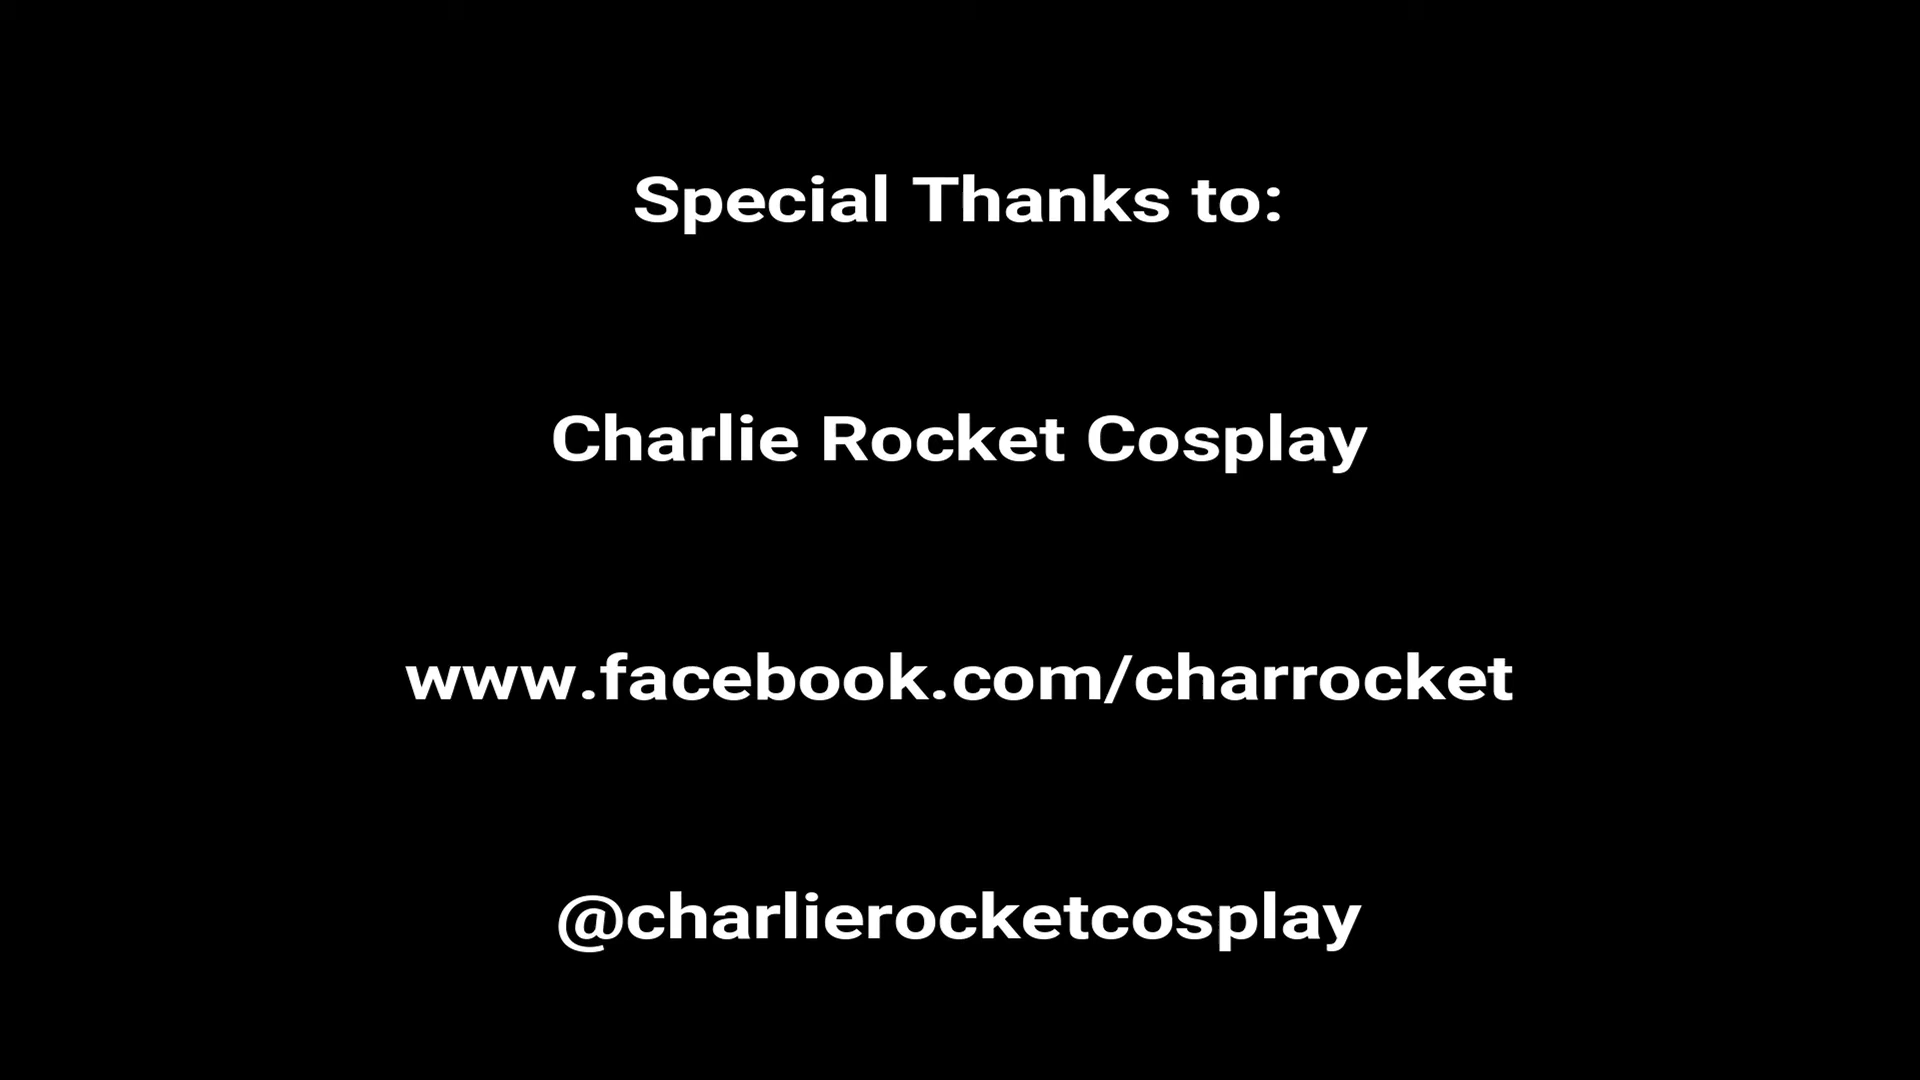 Special Thanks to:
Charlie Rocket Cosplay
www.facebook.com/charrocket
@charlierocketcosplay